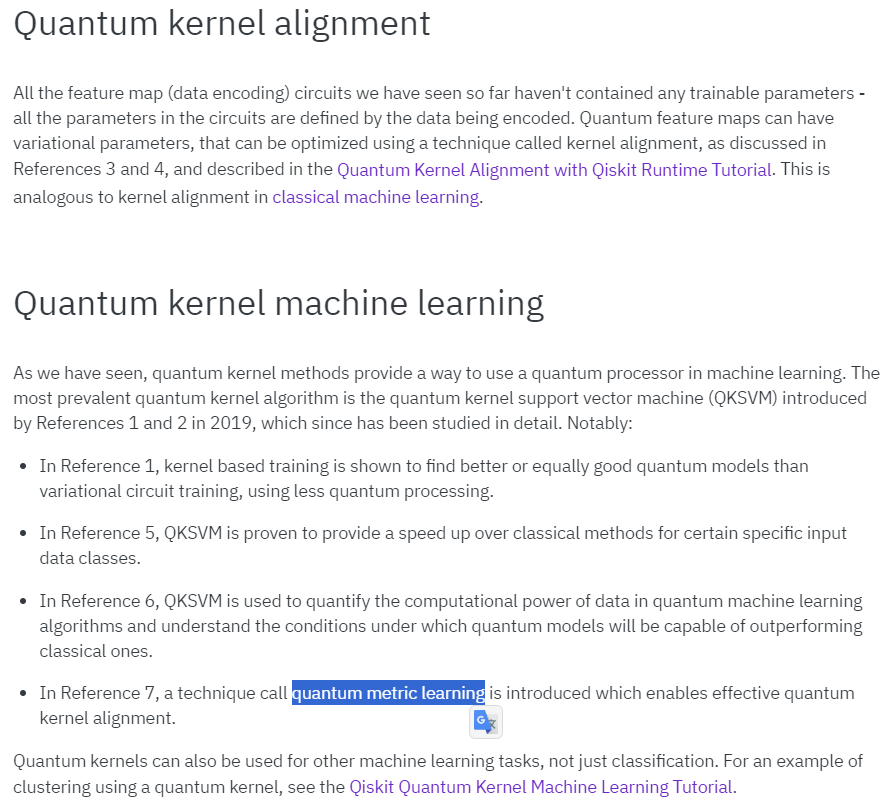 Quantum kernel alignment
All the feature map (data encoding) circuits we have seen so far haven't contained any trainable parameters -
all the parameters in the circuits are defined by the data being encoded. Quantum feature maps can have
variational parameters, that can be optimized using a technique called kernel alignment, as discussed in
References 3 and 4, and described in the Quantum Kernel Alignment with Qiskit Runtime Tutorial. This is
analogous to kernel alignment in classical machine learning.
Quantum kernel machine learning
As we have seen, quantum kernel methods provide a way to use a quantum processor in machine learning. The
most prevalent quantum kernel algorithm is the quantum kernel support vector machine (QKSVM) introduced
by References 1 and 2 in 2019, which since has been studied in detail. Notably:
• In Reference 1, kernel based training is shown to find better or equally good quantum models than
variational circuit training, using less quantum processing.
• In Reference 5, QKSVM is proven to provide a speed up over classical methods for certain specific input
data classes.
• In Reference 6, QKSVM is used to quantify the computational power of data in quantum machine learning
algorithms and understand the conditions under which quantum models will be capable of outperforming
classical ones.
• In Reference 7, a technique call quantum metric learning is introduced which enables effective quantum
kernel alignment.
Quantum kernels can also be used for other machine learning tasks, not just classification. For an example of
clustering using a quantum kernel, see the Qiskit Quantum Kernel Machine Learning Tutorial.